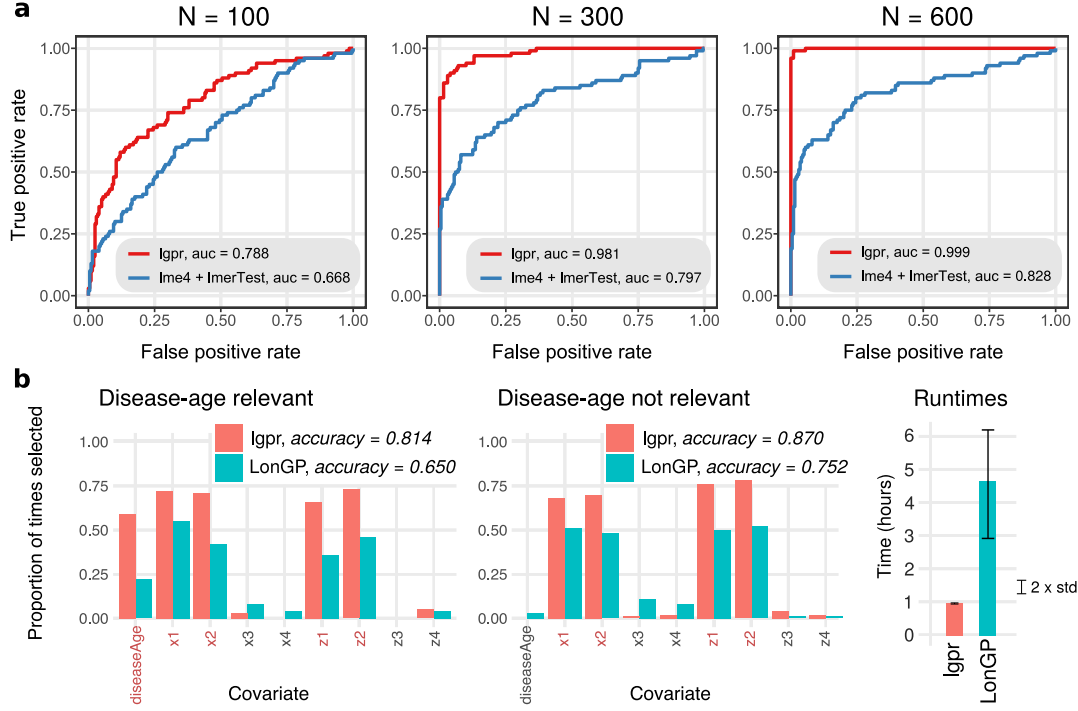 a
N = 100
N = 300
N = 600
True positive rate
1.00
0.75
0.50
0.25
0.00
lgpr, auc = 0.788
lme4 + lmerTest, auc = 0.668
0.00 0.25 0.50 0.75 1.00
False positive rate
1.00
0.75
0.50
0.25
0.00
lgpr, auc = 0.981
lme4 + lmerTest, auc = 0.797
0.00 0.25 0.50 0.75 1.00
False positive rate
1.00
0.75
0.50
0.25
0.00
lgpr, auc = 0.999
lme4 + lmerTest, auc = 0.828
0.00 0.25 0.50 0.75 1.00
False positive rate
b
Disease-age relevant
Proportion of times selected
1.00
0.75
0.50
0.25
0.00
lgpr, accuracy = 0.814
LonGP, accuracy = 0.650
diseaseAge
x1
x2
x3
x4
z1
z2
z3
z4
Covariate
Disease-age not relevant
1.00
0.75
0.50
0.25
0.00
lgpr, accuracy = 0.870
LonGP, accuracy = 0.752
diseaseAge
x1
x2
x3
x4
z1
z2
z3
z4
Covariate
Runtimes
Time (hours)
6
5
4
3
2
1
0
2 x std
lgpr
LonGP